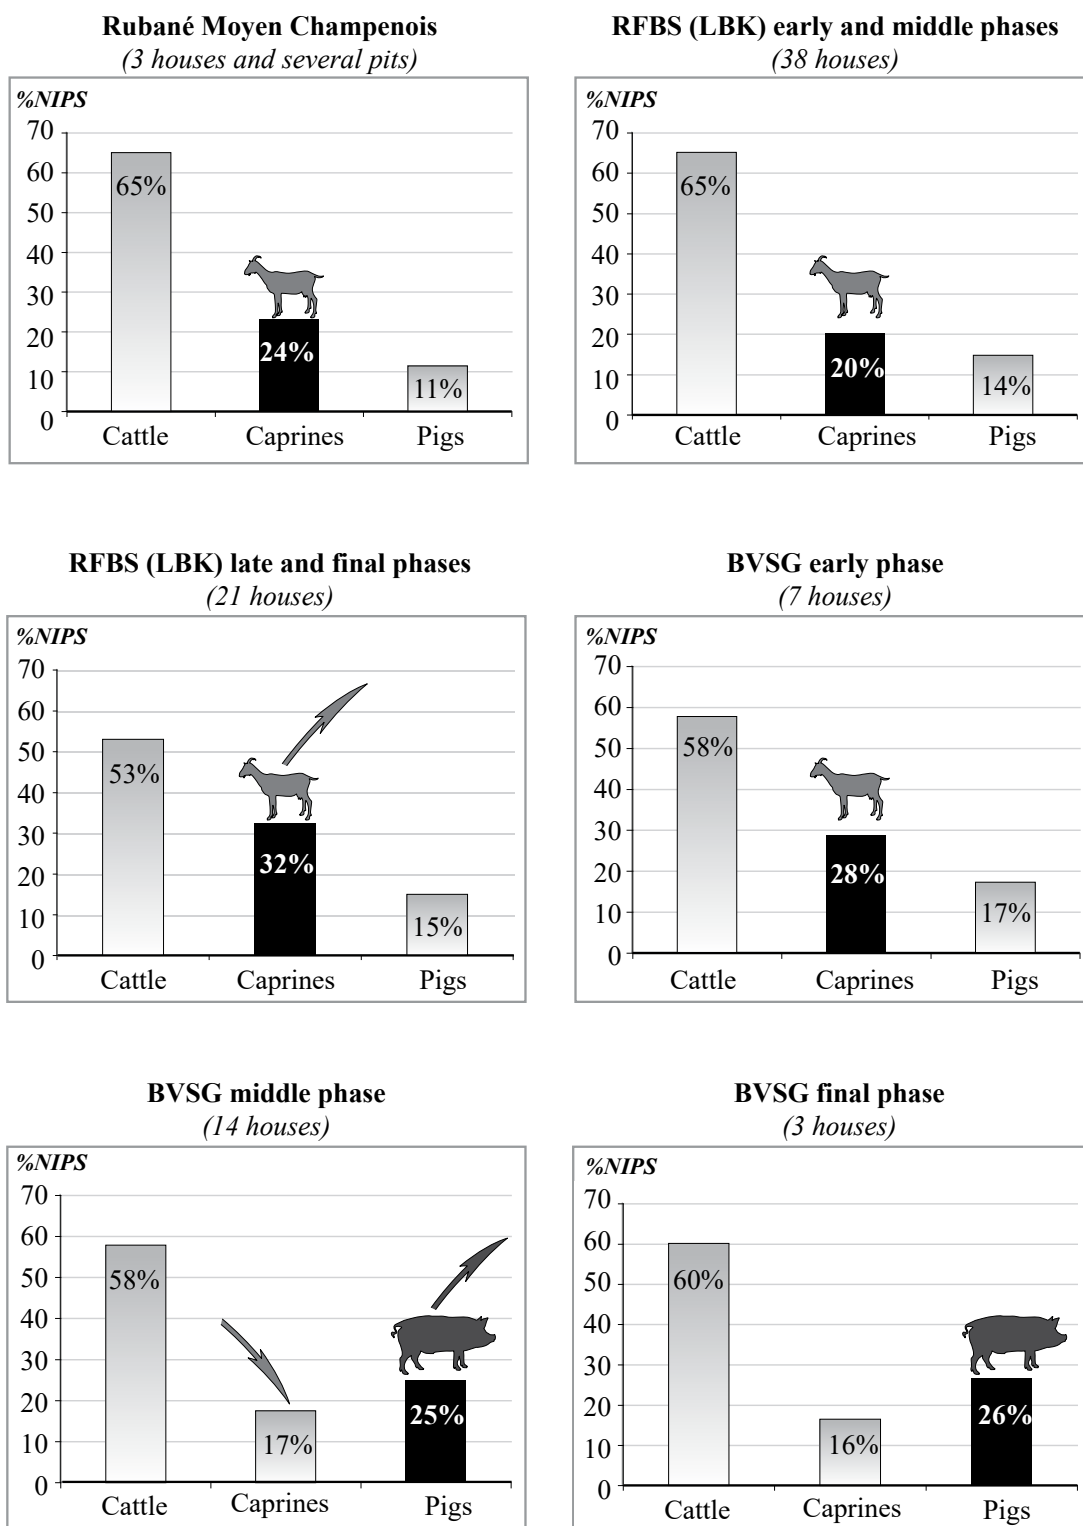 Rubané Moyen Champenois
(3 houses and several pits)
%NIPS
70
60
50
40
30
20
10
0
65%
24%
11%
Cattle Caprines Pigs
RFBS (LBK) early and middle phases
(38 houses)
%NIPS
70
60
50
40
30
20
10
0
65%
20%
14%
Cattle Caprines Pigs
RFBS (LBK) late and final phases
(21 houses)
%NIPS
70
60
50
40
30
20
10
0
53%
32%
15%
Cattle Caprines Pigs
BVSG early phase
(7 houses)
%NIPS
70
60
50
40
30
20
10
0
58%
28%
17%
Cattle Caprines Pigs
BVSG middle phase
(14 houses)
%NIPS
70
60
50
40
30
20
10
0
58%
17%
25%
Cattle Caprines Pigs
BVSG final phase
(3 houses)
%NIPS
70
60
50
40
30
20
10
0
60%
16%
26%
Cattle Caprines Pigs